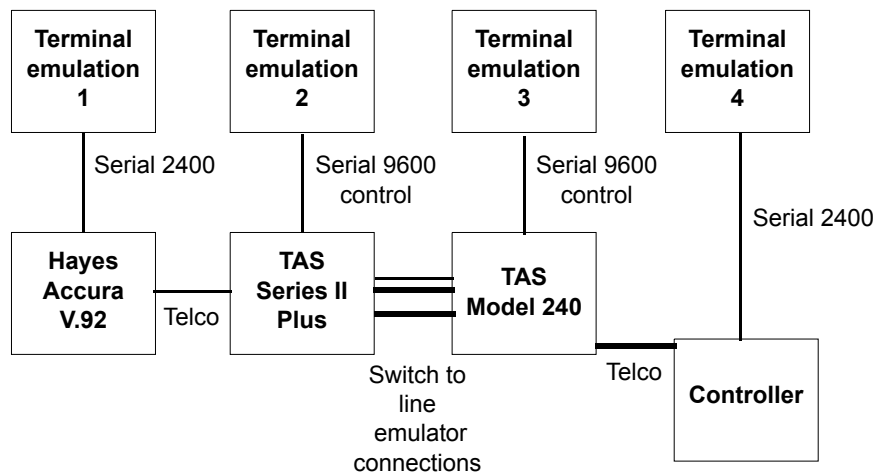 Terminal
emulation
1
Terminal
emulation
2
Terminal
emulation
3
Terminal
emulation
4
Serial 2400
Serial 9600
control
Serial 9600
control
Serial 2400
Hayes
Accura
V.92
Telco
TAS
Series II
Plus
TAS
Model 240
Switch to
line
emulator
connections
Telco
Controller